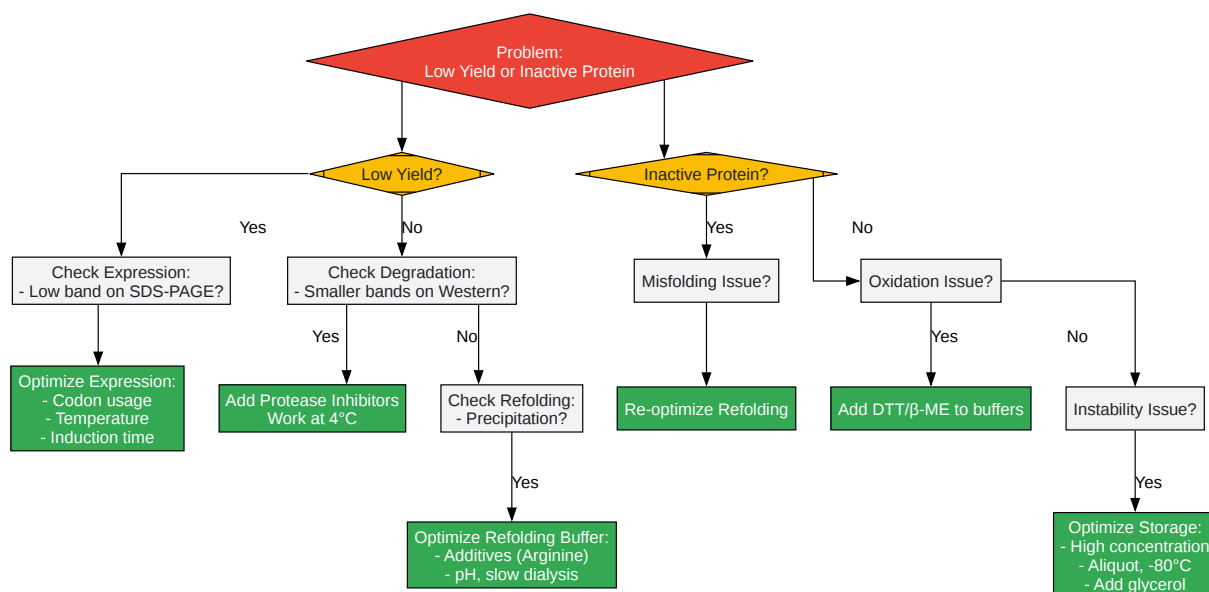 Problem:
Low Yield or Inactive Protein
Low Yield?
Inactive Protein?
Yes
No
Yes
No
Check Expression:
- Low band on SDS-PAGE?
Check Degradation:
- Smaller bands on Western?
Misfolding Issue?
Oxidation Issue?
Yes
No
Yes
No
Optimize Expression:
- Codon usage
- Temperature
- Induction time
Add Protease Inhibitors
Work at 4°C
Check Refolding:
- Precipitation?
Re-optimize Refolding
Add DTT/β-ME to buffers
Instability Issue?
Yes
Yes
Optimize Refolding Buffer:
- Additives (Arginine)
- pH, slow dialysis
Optimize Storage:
- High concentration
- Aliquot, -80°C
- Add glycerol